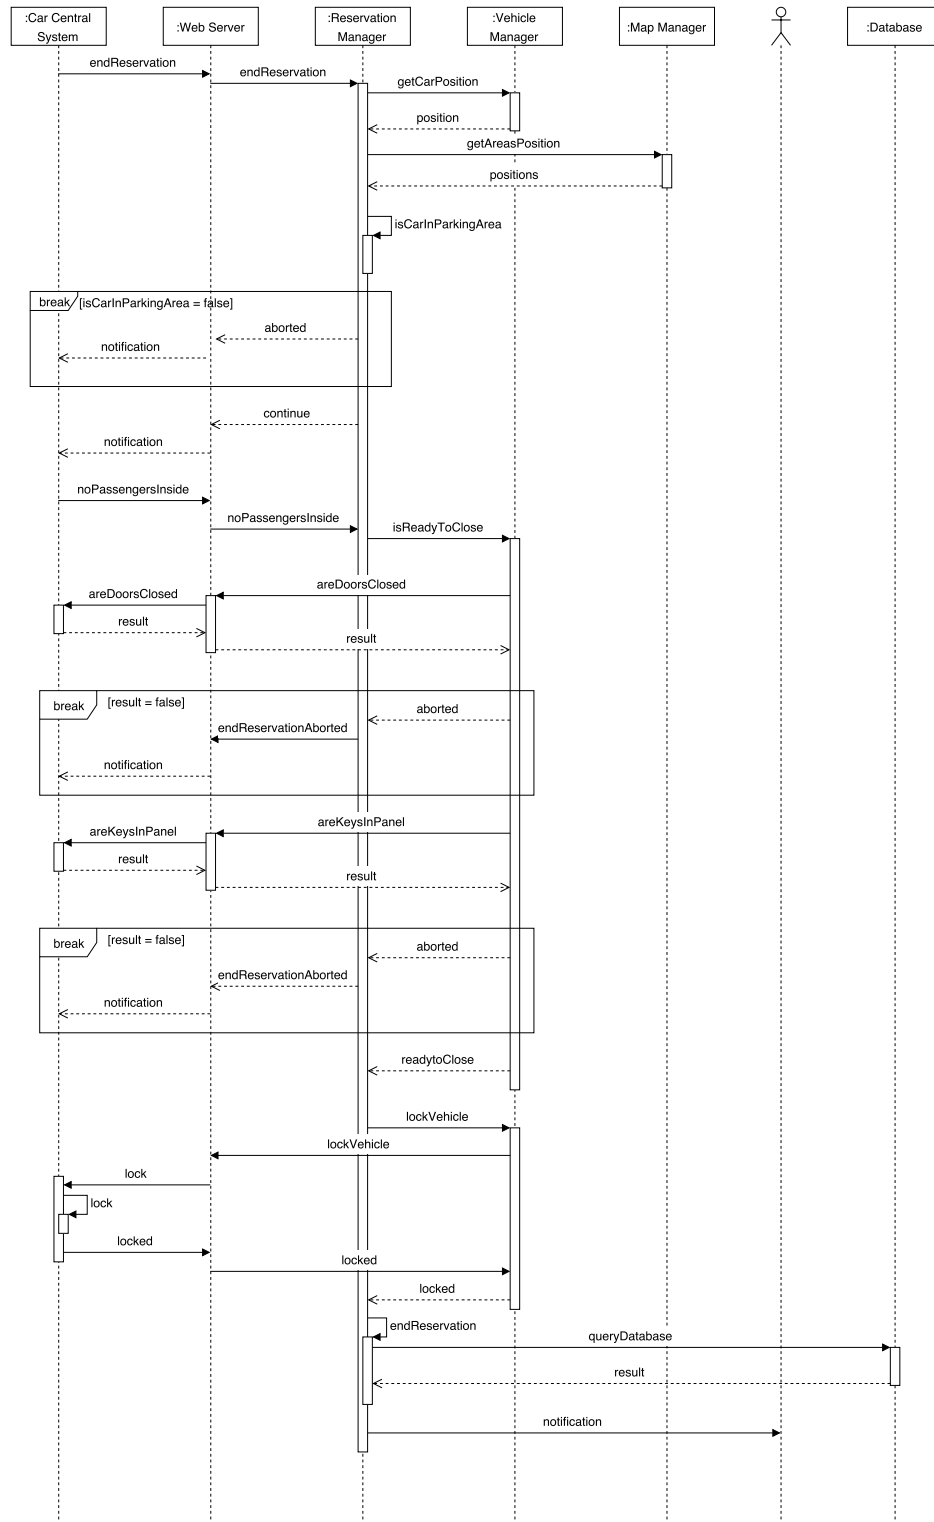 :Car Central
System
:Web Server
:Reservation
Manager
:Vehicle
Manager
:Map Manager
:Database
endReservation
endReservation
getCarPosition
position
getAreasPosition
positions
isCarInParkingArea
break
[isCarInParkingArea = false]
aborted
notification
continue
notification
noPassengersInside
noPassengersInside
isReadyToClose
areDoorsClosed
areDoorsClosed
result
result
break
[result = false]
aborted
endReservationAborted
notification
areKeysInPanel
areKeysInPanel
result
result
break
[result = false]
aborted
endReservationAborted
notification
readytoClose
lockVehicle
lockVehicle
lock
lock
locked
locked
locked
endReservation
queryDatabase
result
notification